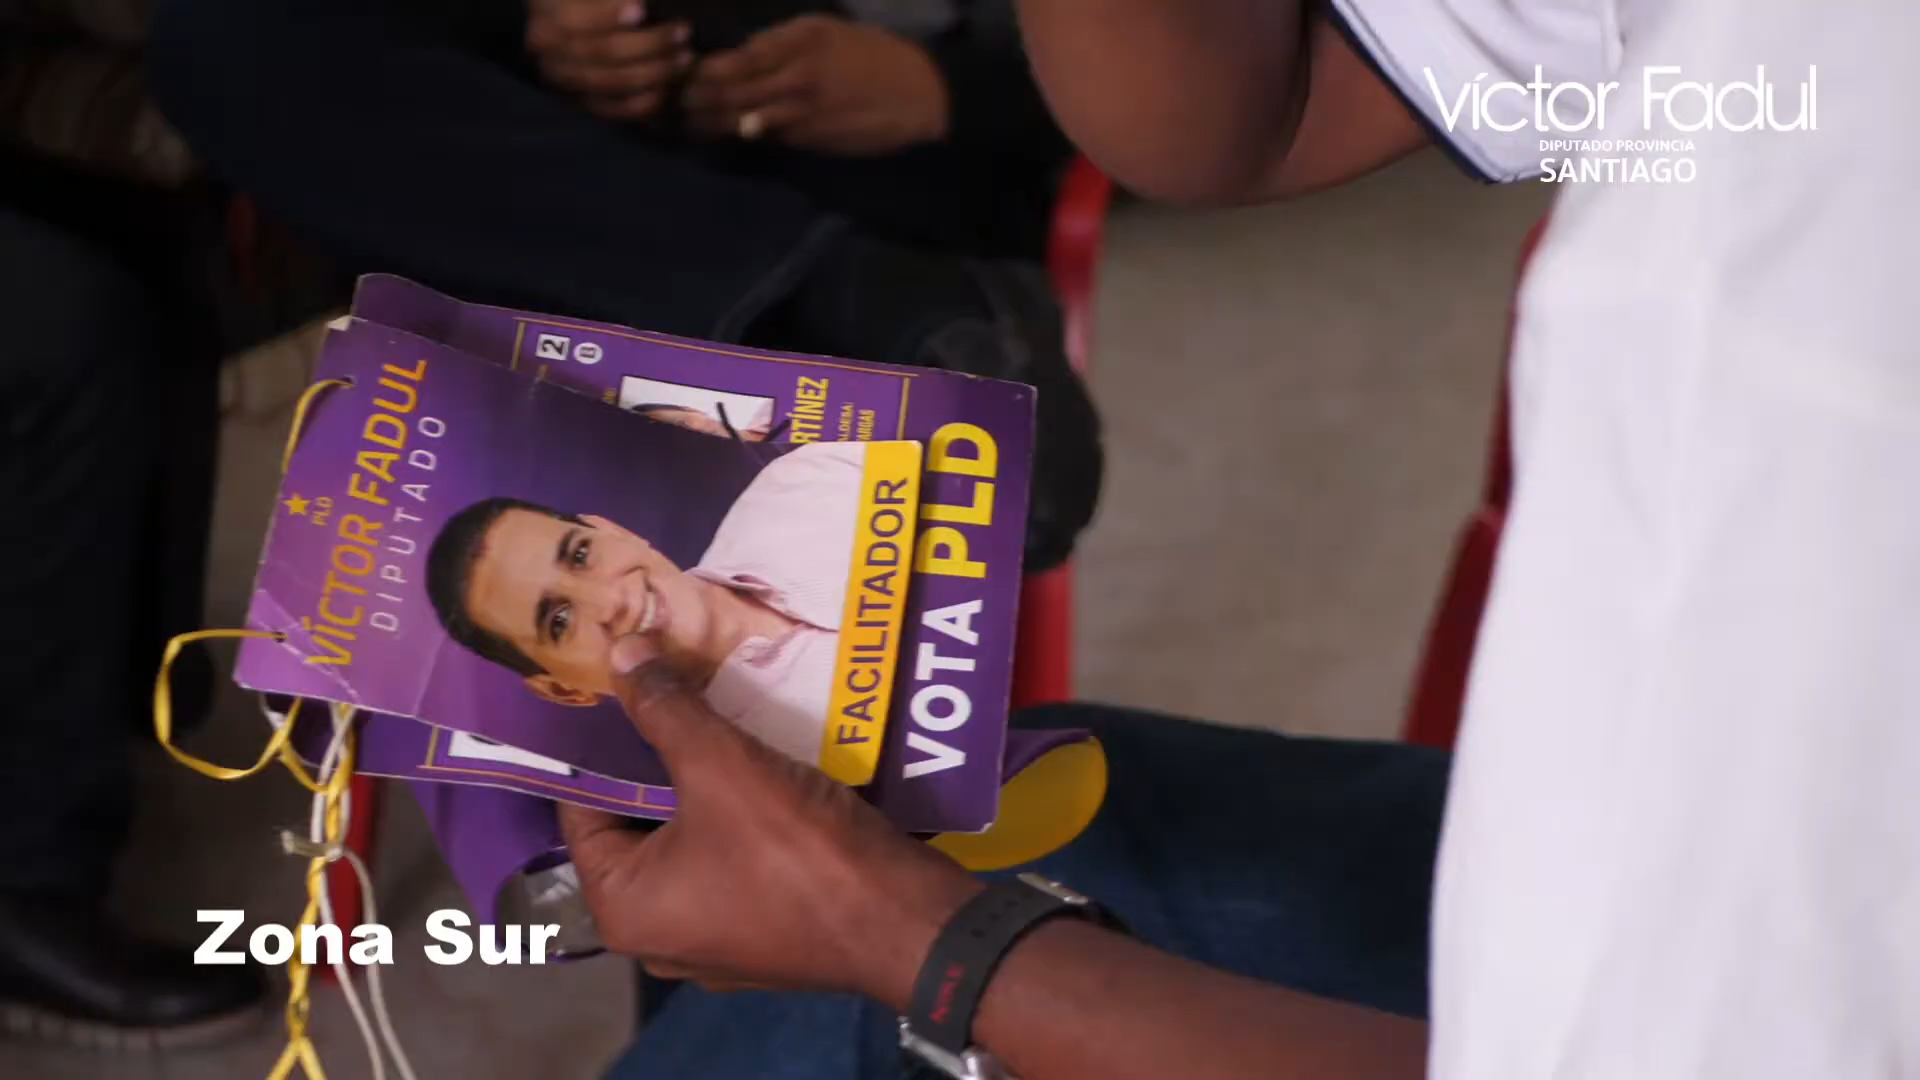 Víctor Fadul
DIPUTADO PROVINCIA
SANTIAGO
2
B
RTÍNEZ
VÍCTOR FADUL
DIPUTADO
PLD
FACILITADOR
VOTA PLD
Zona Sur